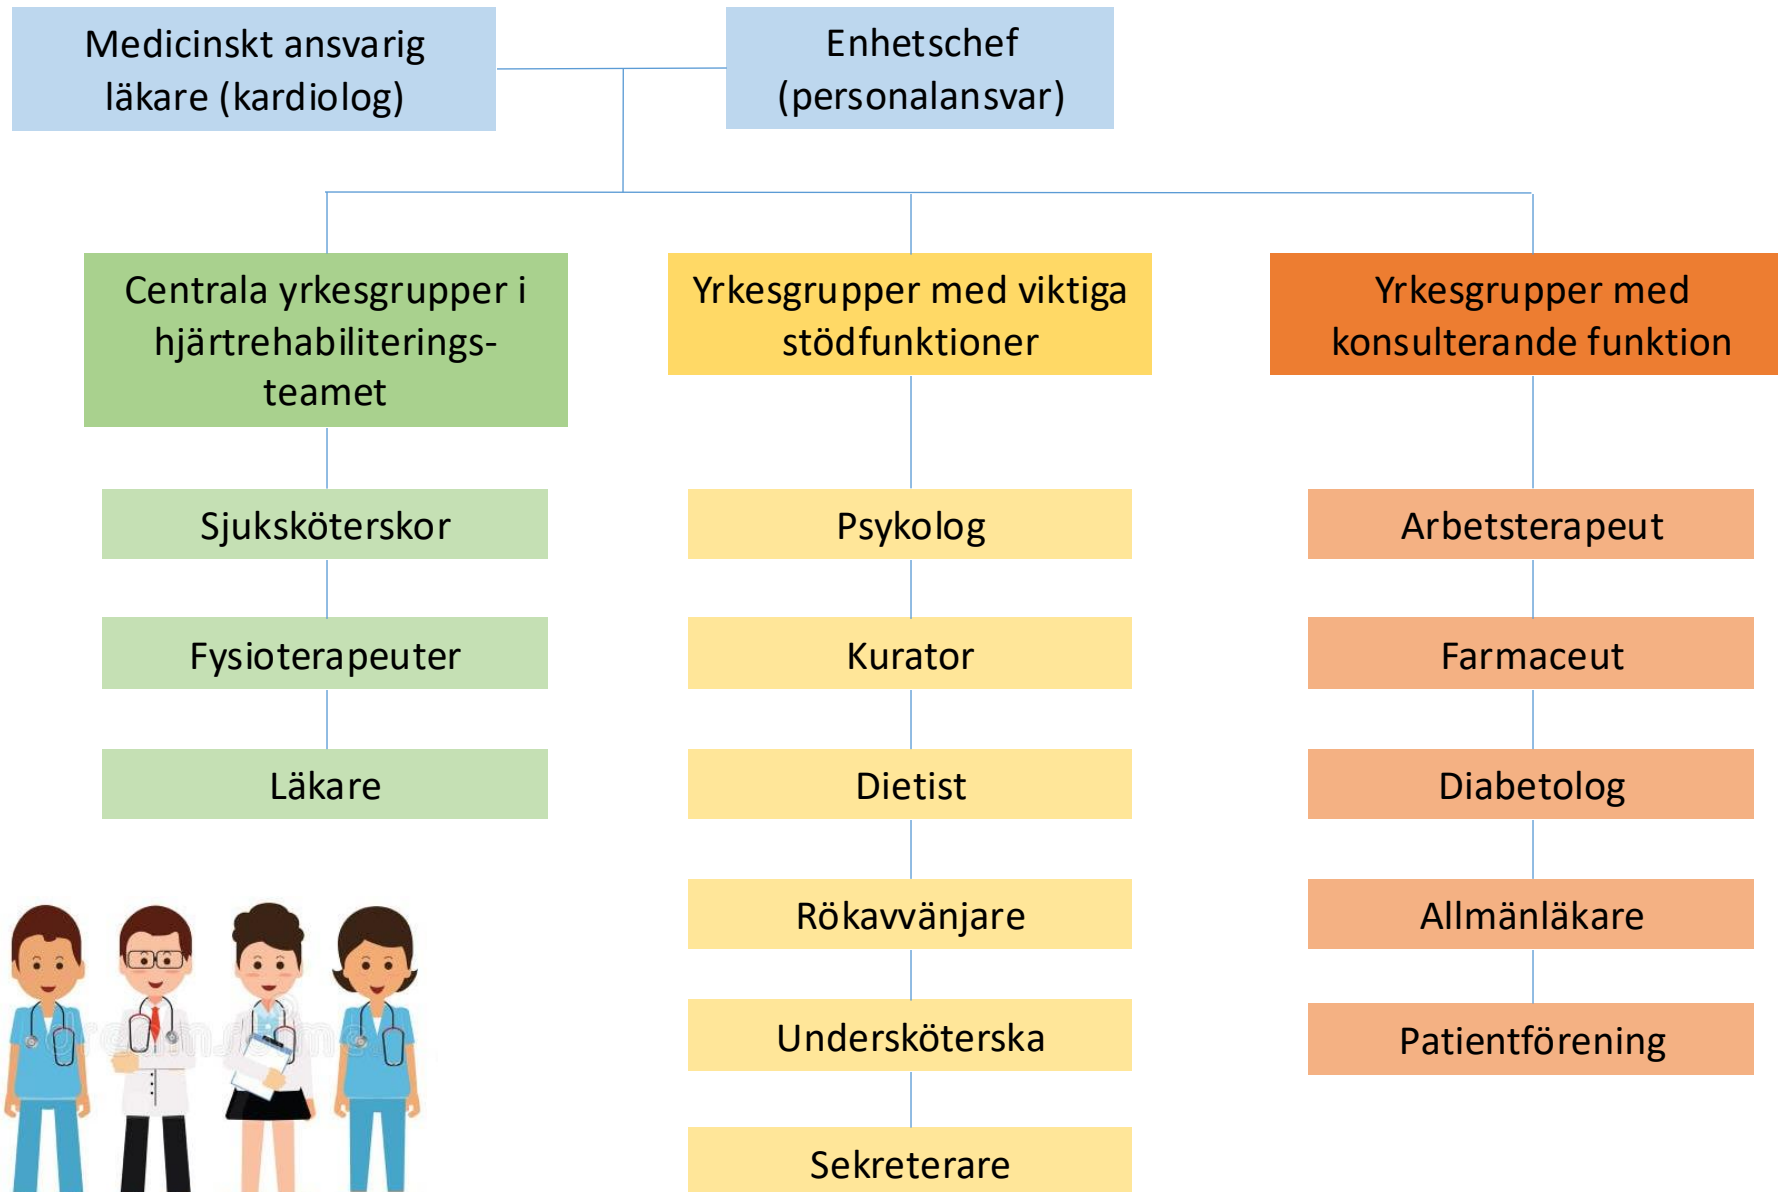 Medicinskt ansvarig
läkare (kardiolog)
Enhetschef
(personalansvar)
Centrala yrkesgrupper i
hjärtrehabiliterings-
teamet
Sjuksköterskor
Fysioterapeuter
Läkare
Yrkesgrupper med viktiga
stödfunktioner
Psykolog
Kurator
Dietist
Rökavvänjare
Undersköterska
Sekreterare
Yrkesgrupper med
konsulterande funktion
Arbetsterapeut
Farmaceut
Diabetolog
Allmänläkare
Patientförening
dreamstime